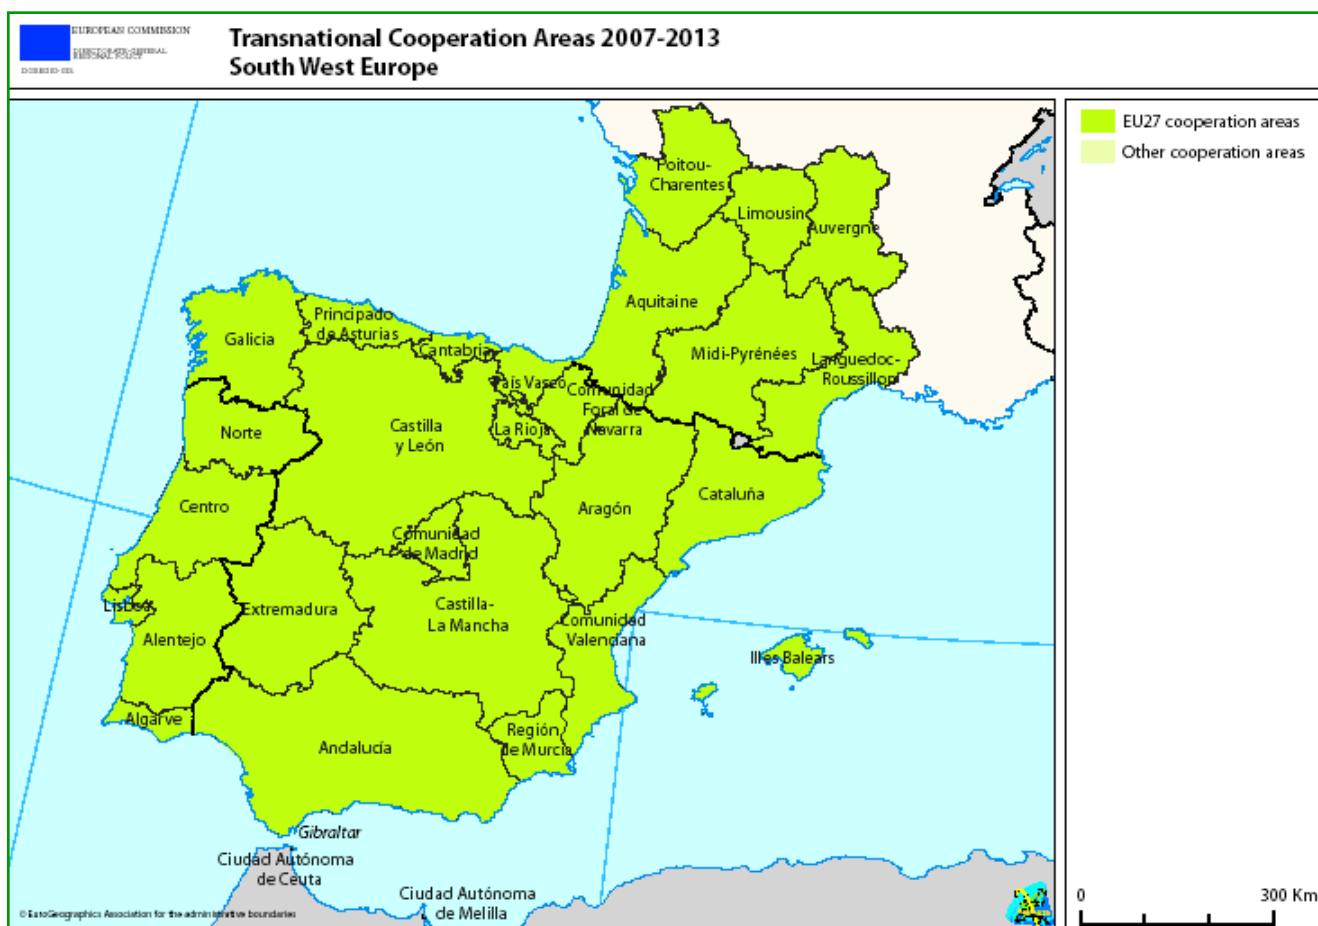 EUROPEAN COMMISSION
DIRECTORATE-GENERAL
REGIONAL POLICY
Transnational Cooperation Areas 2007-2013
South West Europe
EU27 cooperation areas
Other cooperation areas
Poitou-
Charentes
Limousin
Auvergne
Aquitaine
Midi-Pyrénées
Languedoc-
Roussillon
Galicia
Principado
de Asturias
Cantabria
País Vasco
Comunidad
Foral de
Navarra
La Rioja
Castilla
y León
Norte
Centro
Aragón
Cataluña
Comunidad
de Madrid
Lisboa
Extremadura
Castilla-
La Mancha
Comunidad
Valenciana
Alentejo
Illes Balears
Algarve
Andalucía
Región
de Murcia
Gibraltar
Ciudad Autónoma
de Ceuta
Ciudad Autónoma
de Melilla
© EuroGeographics Association for the administrative boundaries
0 300 Km